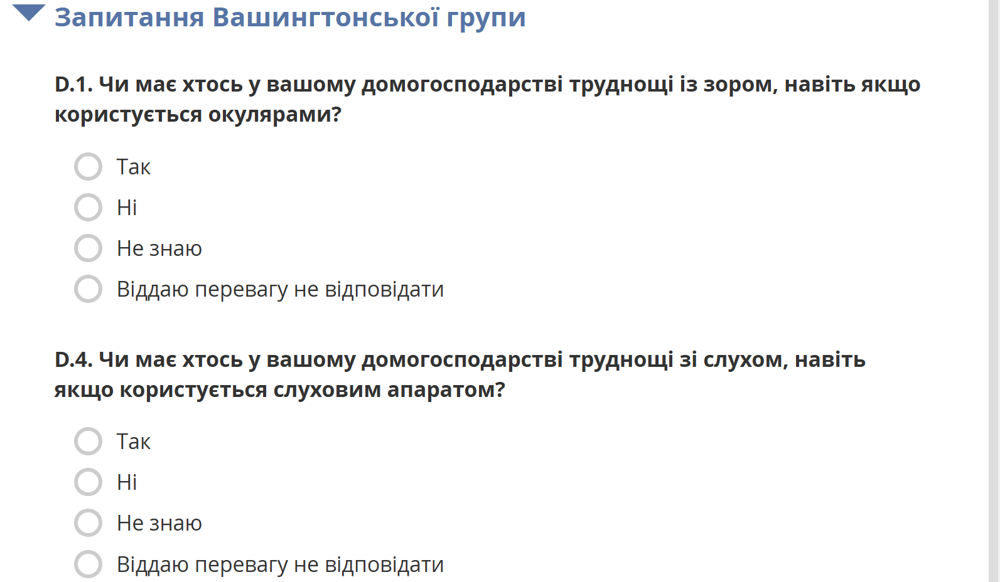 Запитання Вашингтонської групи
D.1. Чи має хтось у вашому домогосподарстві труднощі із зором, навіть якщо
користується окулярами?
Так
Ні
Не знаю
Віддаю перевагу не відповідати
D.4. Чи має хтось у вашому домогосподарстві труднощі зі слухом, навіть
якщо користується слуховим апаратом?
Так
Ні
Не знаю
Віддаю перевагу не відповідати